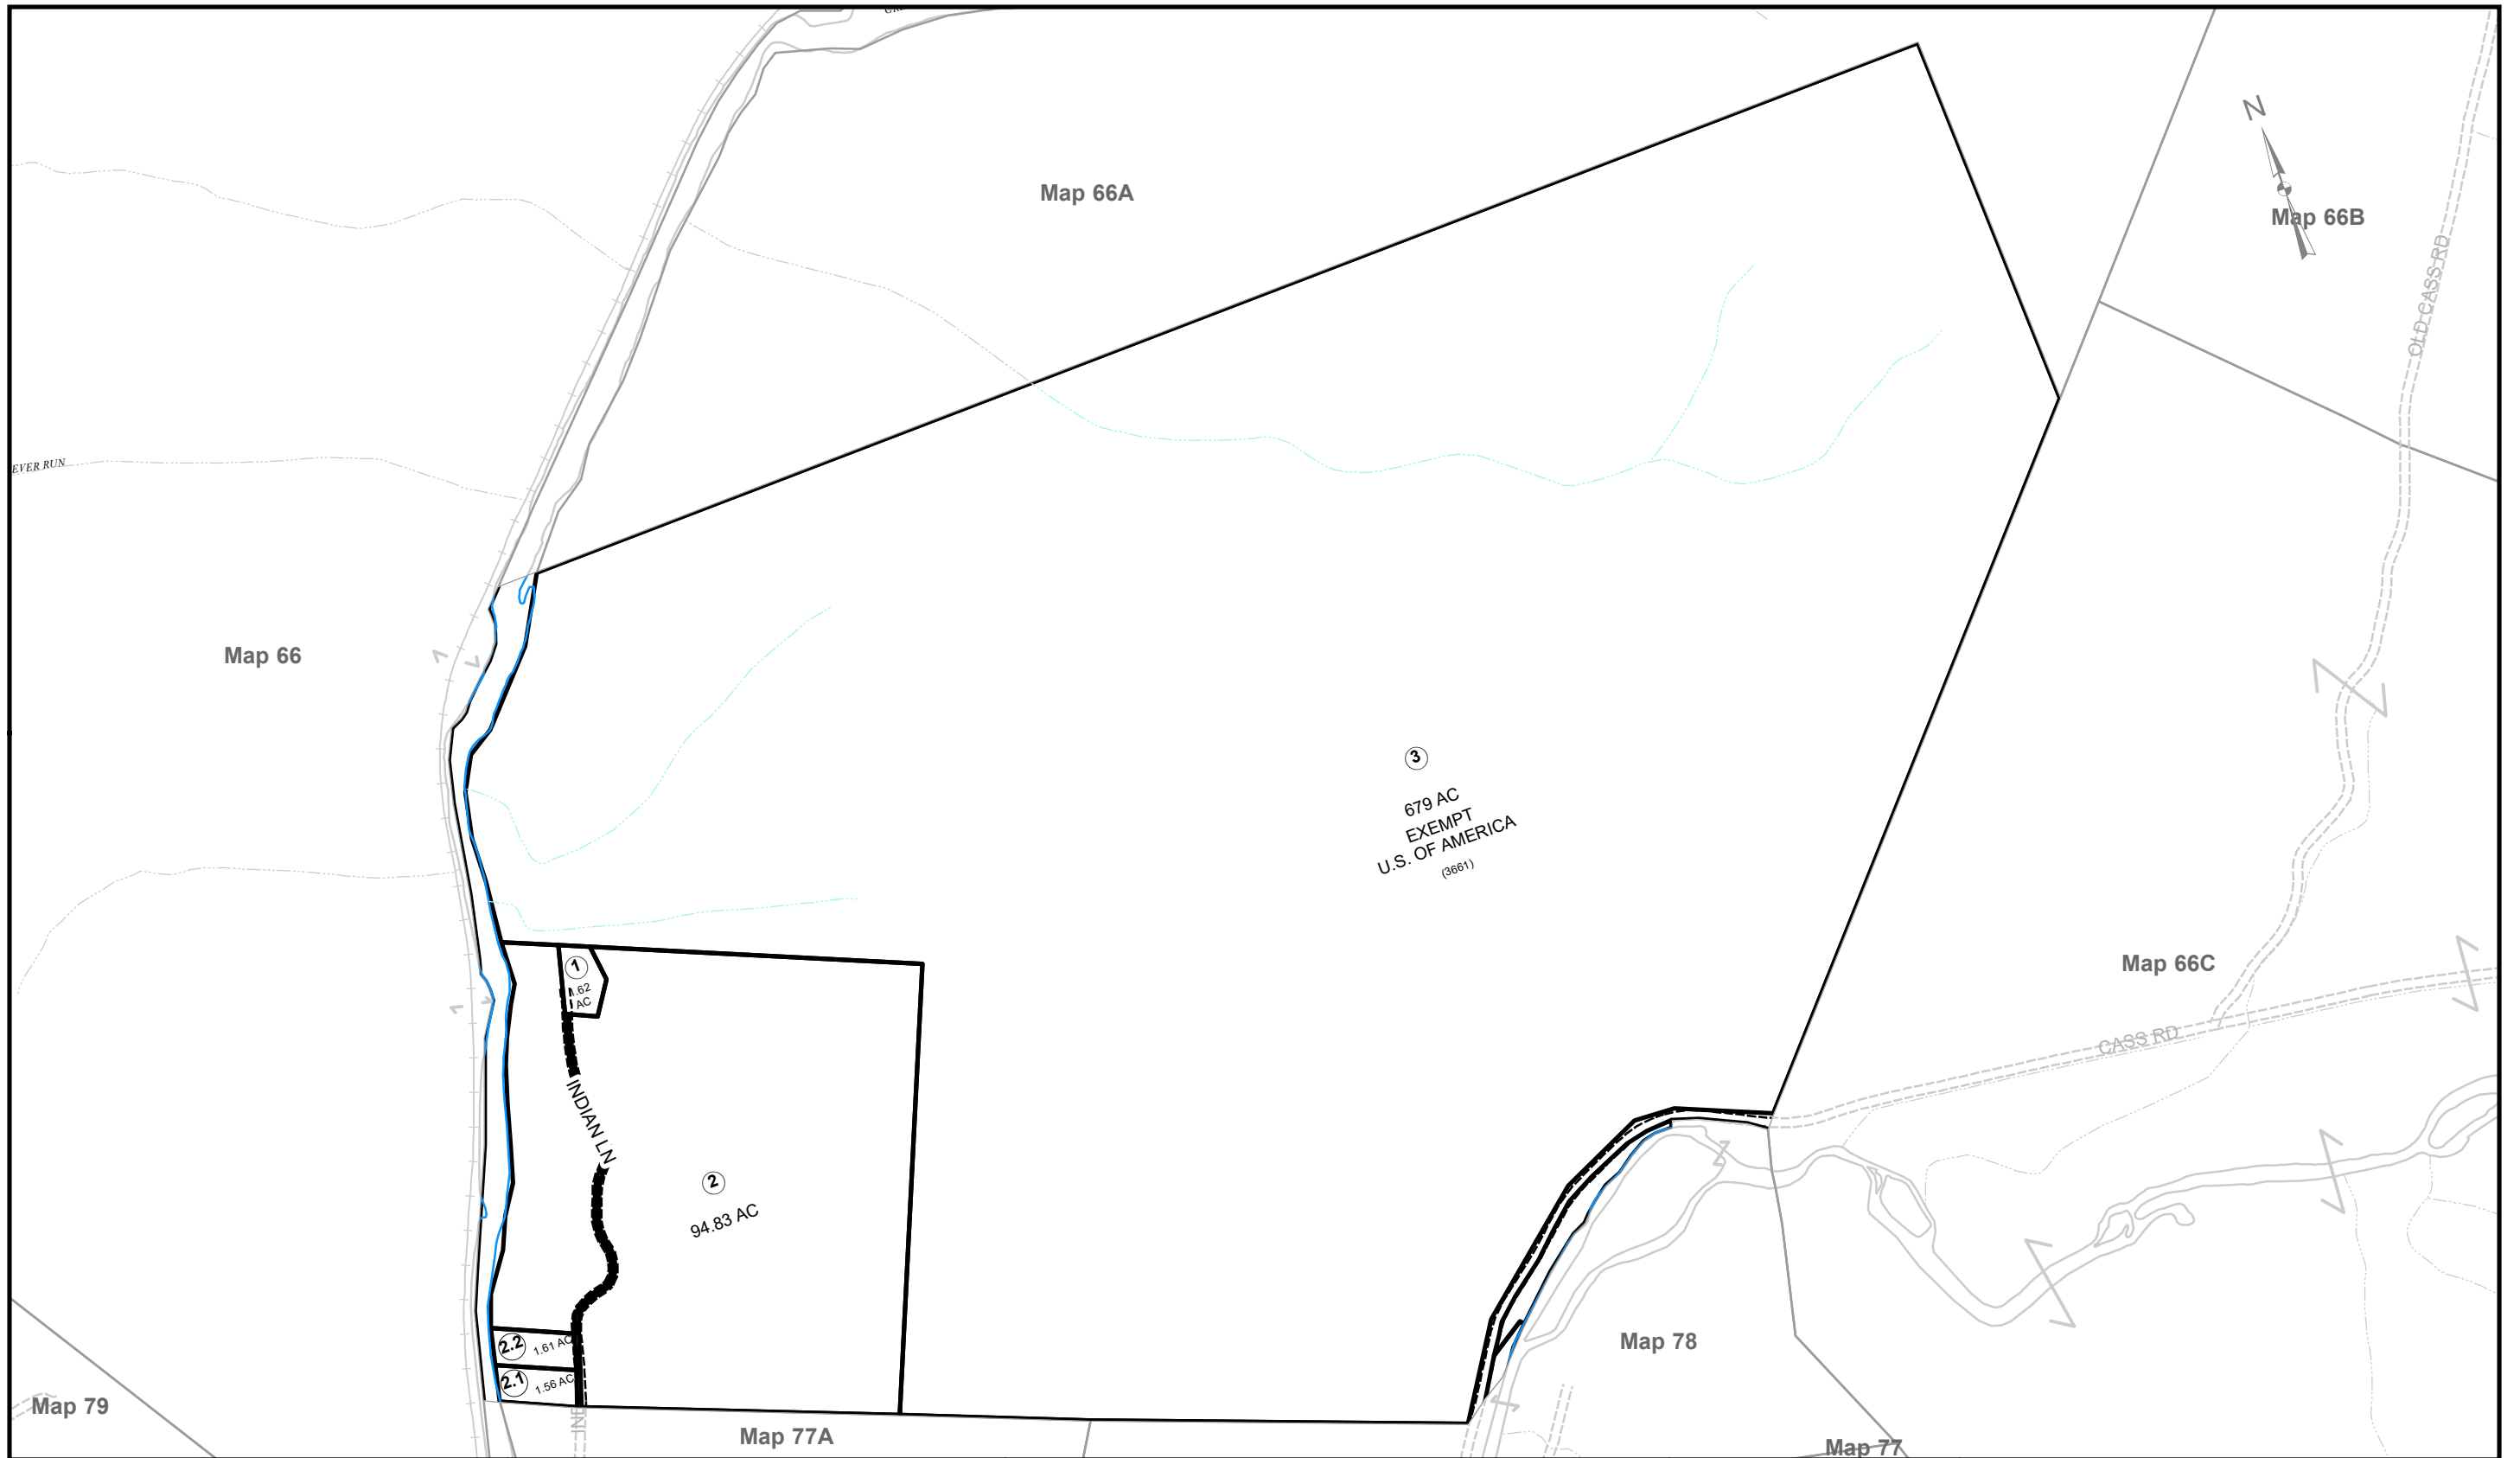 Map 66A
N
Map 66B
OLD CASS RD
EVER RUN
Map 66
3
679 AC
EXEMPT
U.S. OF AMERICA
(3661)
1
.62
AC
Map 66C
CASS RD
INDIAN LN
2
94.83 AC
2.2
1.61 AC
2.1
1.56 AC
Map 78
Map 79
Map 77A
Map 77